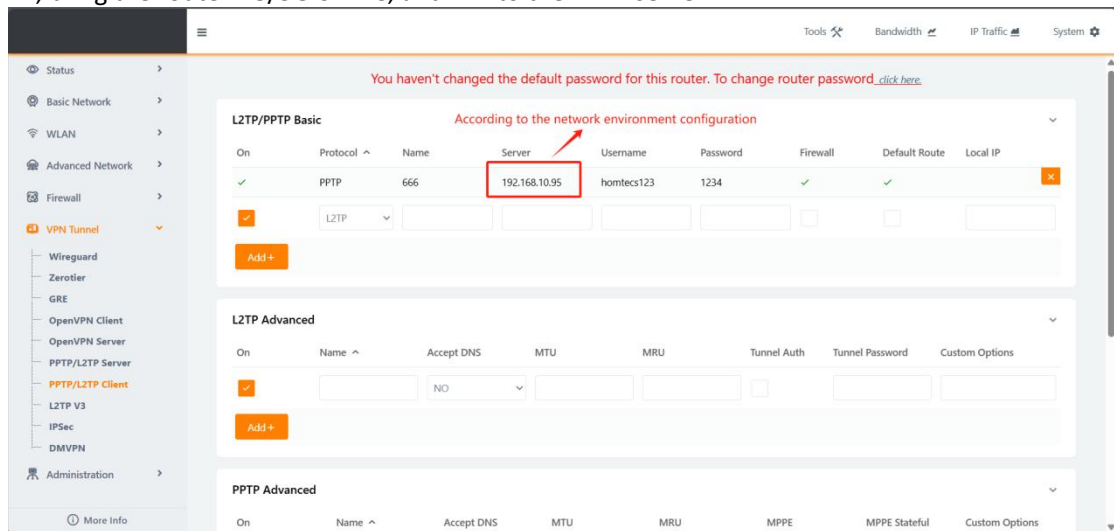 Tools
Bandwidth
IP Traffic
System
Status
Basic Network
WLAN
Advanced Network
Firewall
VPN Tunnel
Wireguard
Zerotier
GRE
OpenVPN Client
OpenVPN Server
PPTP/L2TP Server
PPTP/L2TP Client
L2TP V3
IPSec
DMVPN
Administration
More Info
You haven't changed the default password for this router. To change router password click here.
L2TP/PPTP Basic
According to the network environment configuration
On Protocol Name Server Username Password Firewall Default Route Local IP
PPTP 666 192.168.10.95 homtecs123 1234
L2TP
Add+
L2TP Advanced
On Name Accept DNS MTU MRU Tunnel Auth Tunnel Password Custom Options
NO
Add+
PPTP Advanced
On Name Accept DNS MTU MRU MPPE MPPE Stateful Custom Options